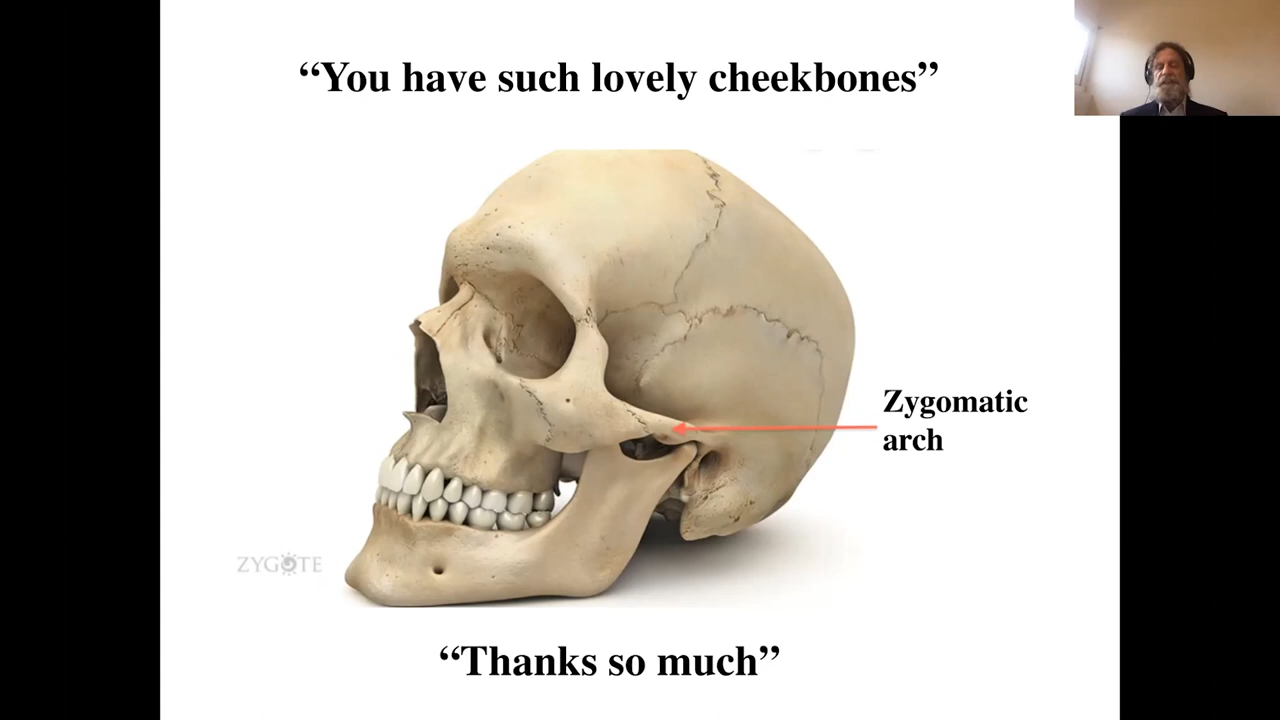 “You have such lovely cheekbones”
Zygomatic
arch
ZYGOTE
“Thanks so much”